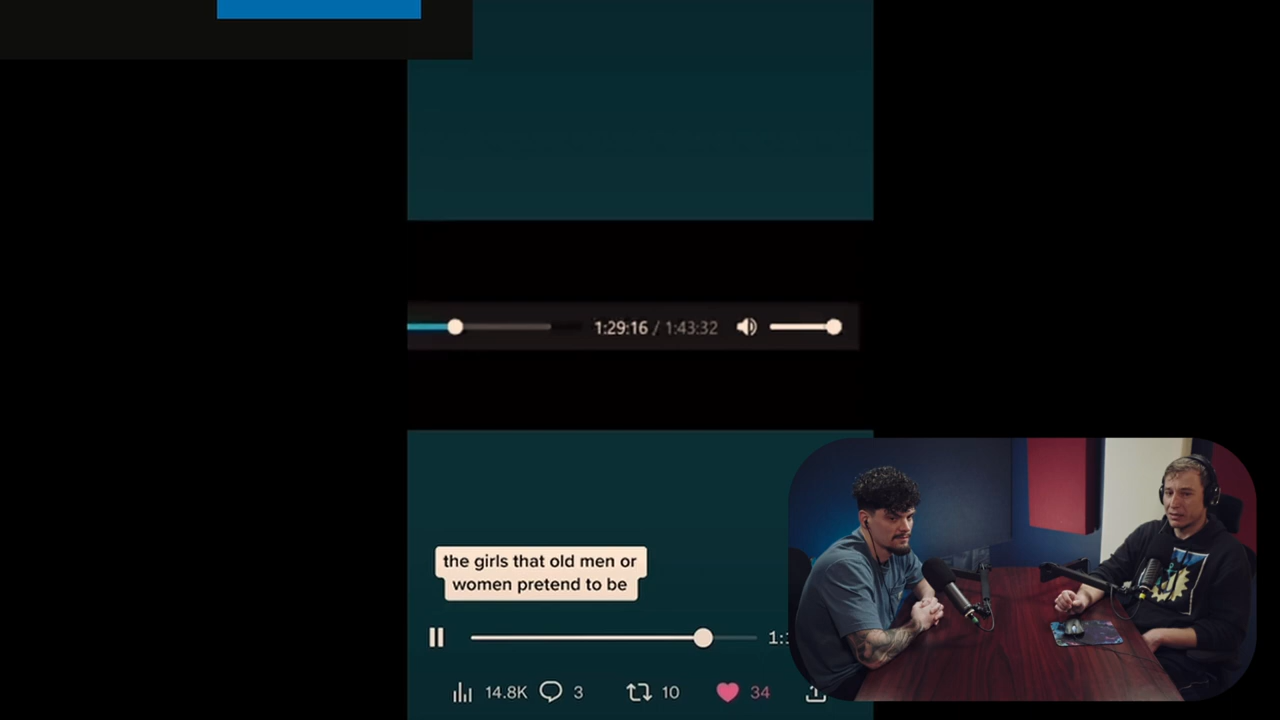 1:29:16 / 1:43:32
the girls that old men or
women pretend to be
14.8K 3 10 34